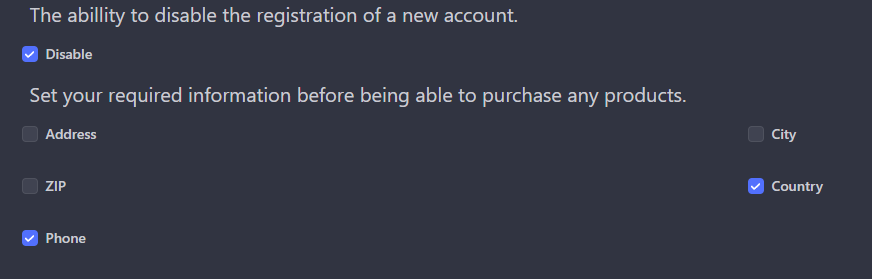 The abillity to disable the registration of a new account.
Disable
Set your required information before being able to purchase any products.
Address
City
ZIP
Country
Phone